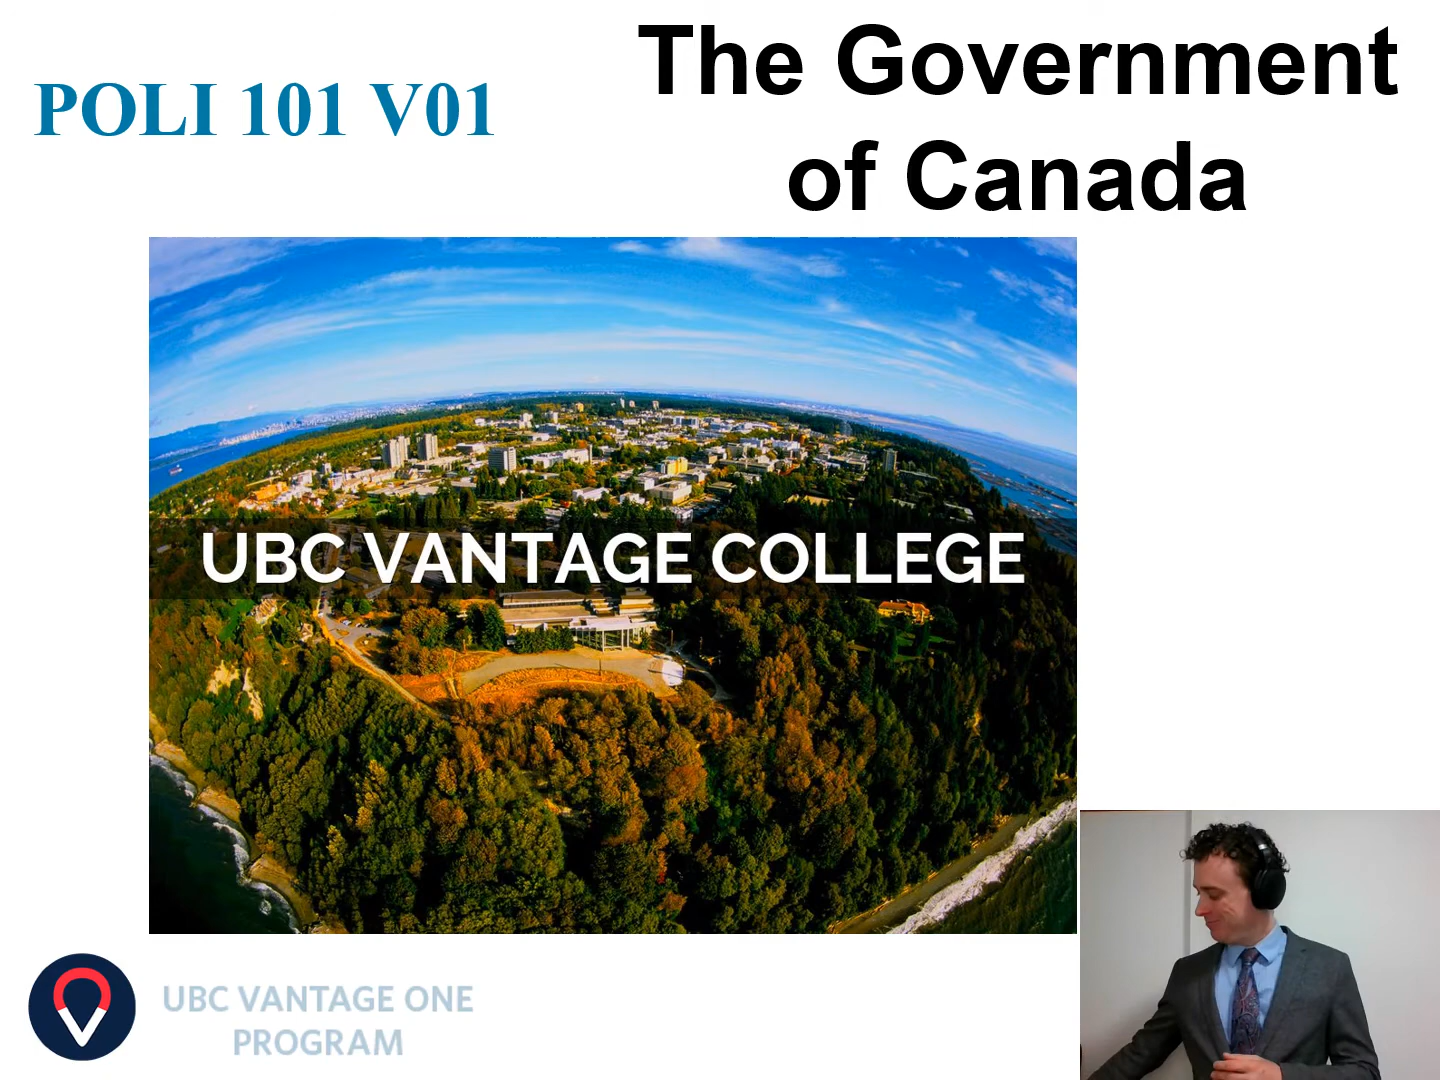 POLI 101 V01
The Government
of Canada
UBC VANTAGE COLLEGE
UBC VANTAGE ONE
PROGRAM